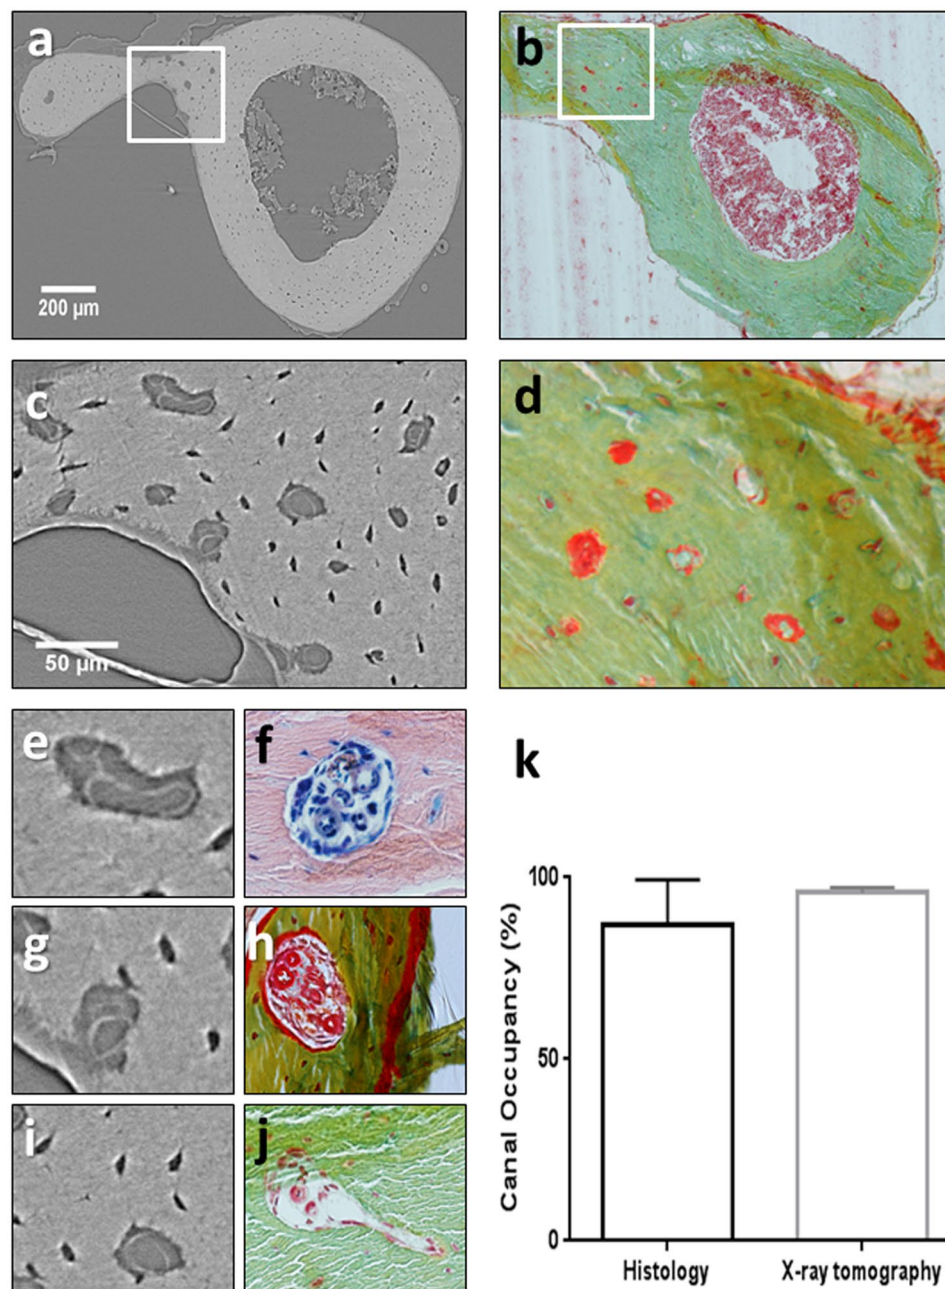 a
b
200 µm
c
d
50 µm
e
f
k
g
h
i
j
Canal Occupancy (%)
100
50
0
Histology
X-ray tomography